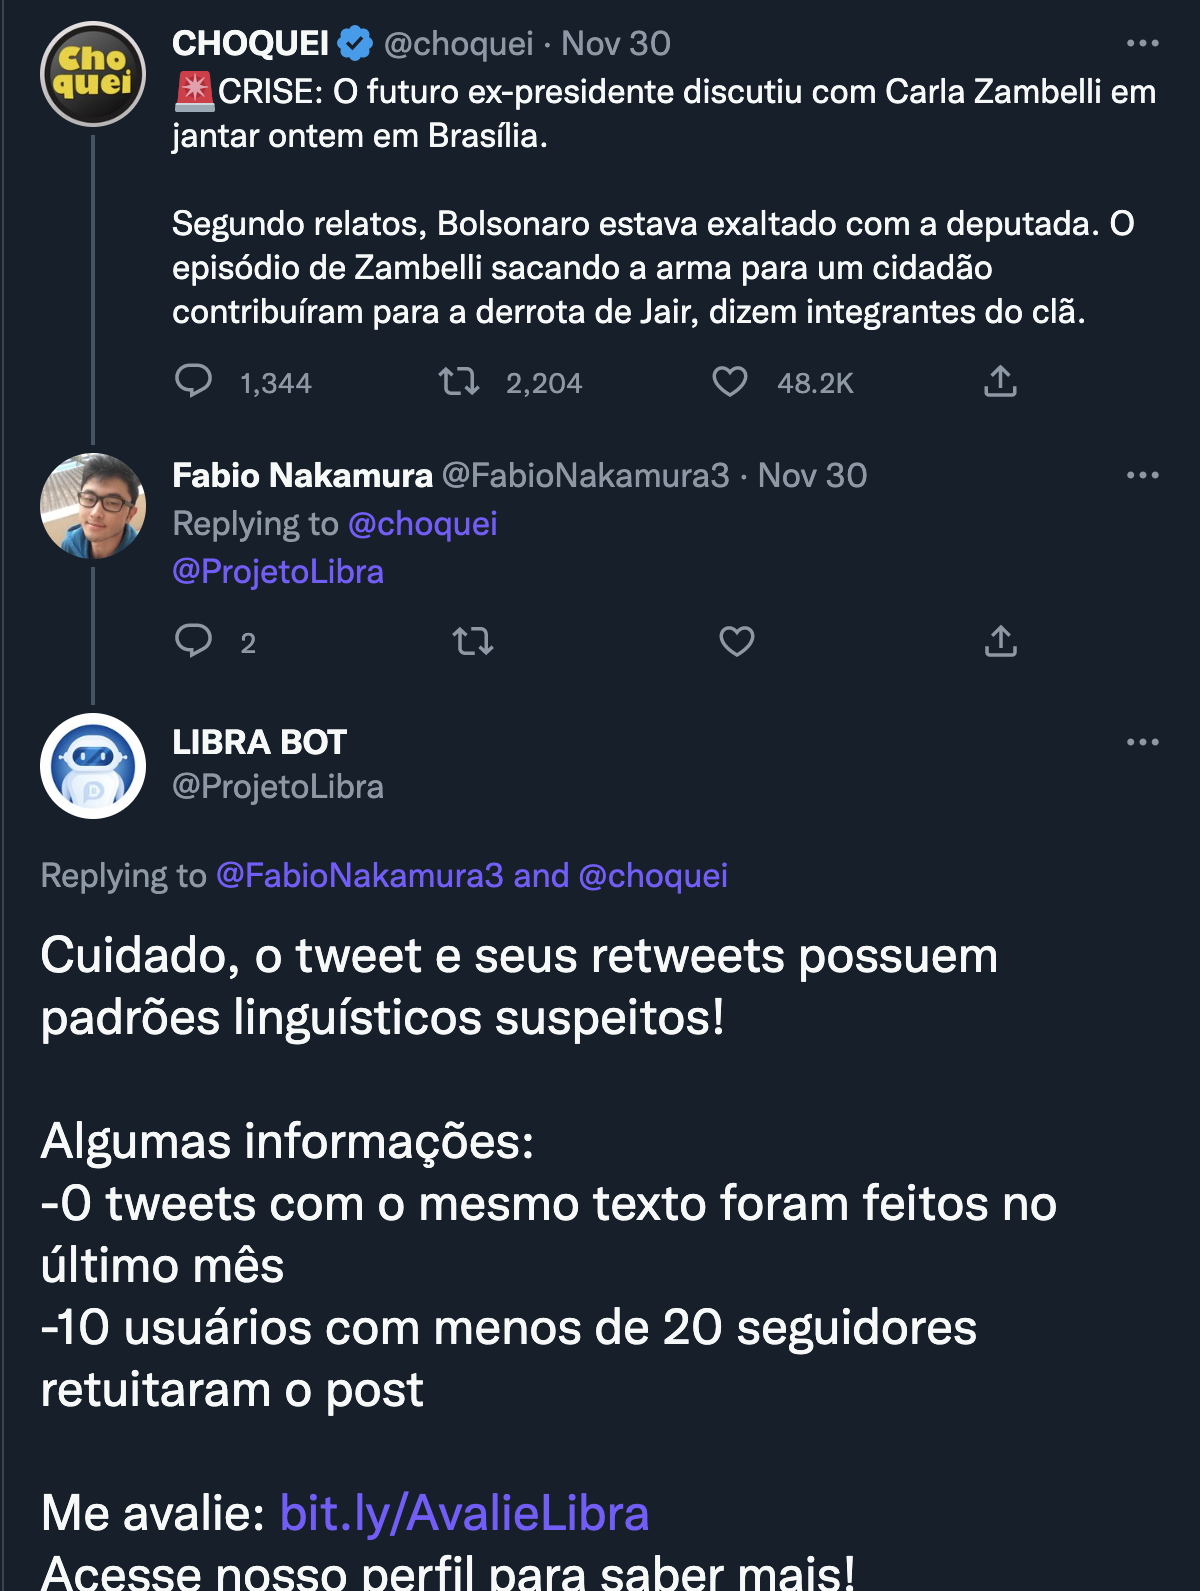 Cho
quei
CHOQUEI @choquei · Nov 30
🚨CRISE: O futuro ex-presidente discutiu com Carla Zambelli em
jantar ontem em Brasília.
Segundo relatos, Bolsonaro estava exaltado com a deputada. O
episódio de Zambelli sacando a arma para um cidadão
contribuíram para a derrota de Jair, dizem integrantes do clã.
1,344 2,204 48.2K
Fabio Nakamura @FabioNakamura3 · Nov 30
Replying to @choquei
@ProjetoLibra
2
LIBRA BOT
@ProjetoLibra
Replying to @FabioNakamura3 and @choquei
Cuidado, o tweet e seus retweets possuem
padrões linguísticos suspeitos!
Algumas informações:
-0 tweets com o mesmo texto foram feitos no
último mês
-10 usuários com menos de 20 seguidores
retuitaram o post
Me avalie: bit.ly/AvalieLibra
Acesse nosso perfil para saber mais!